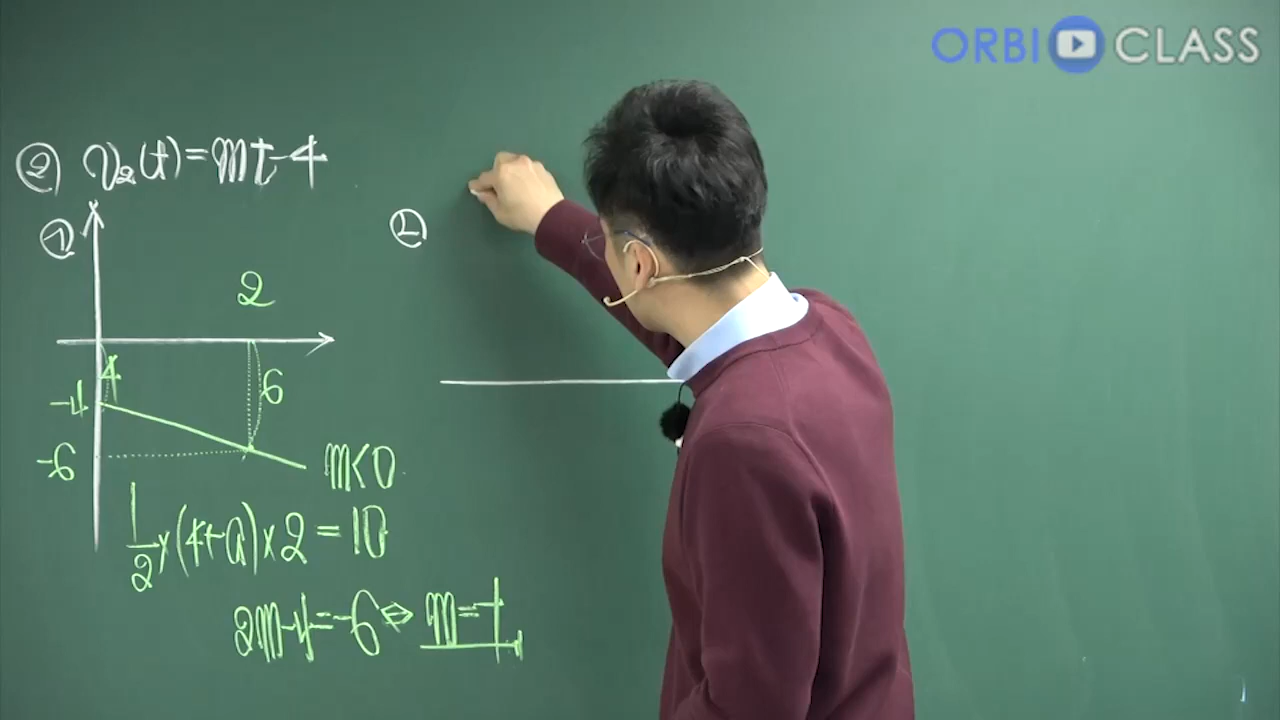 ORBI CLASS
② v₂(t)=mt-4
①
2
4
-4
6
-6
m<0
1/2×(4+a)×2=10
2m-4=-6⇔m=-1
②